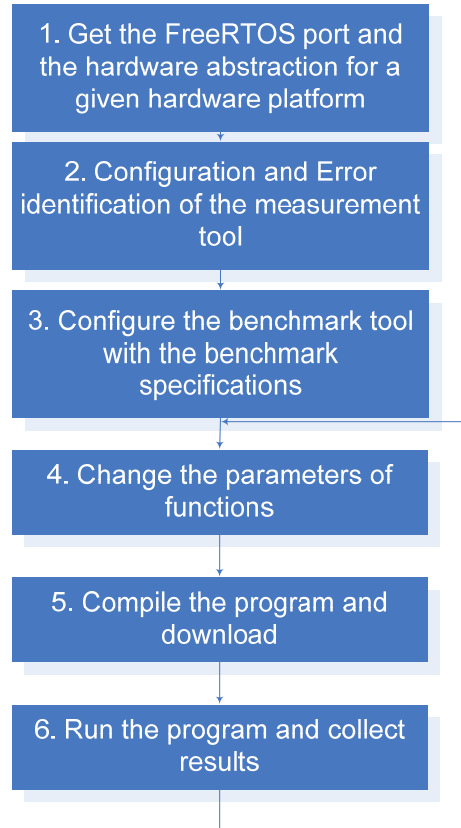 1. Get the FreeRTOS port and
the hardware abstraction for a
given hardware platform
2. Configuration and Error
identification of the measurement
tool
3. Configure the benchmark tool
with the benchmark
specifications
4. Change the parameters of
functions
5. Compile the program and
download
6. Run the program and collect
results